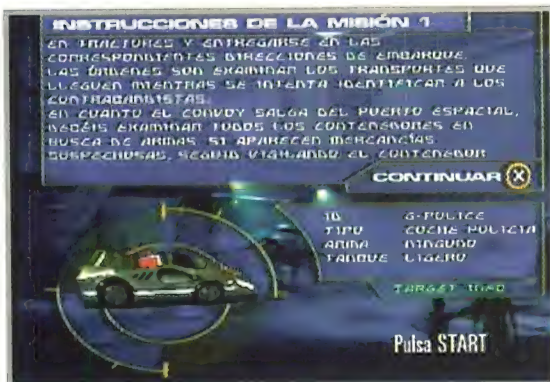 INSTRUCCIONES DE LA MISIÓN 1
EN TRACTORES Y ENTREGARSE EN LAS
CORRESPONDIENTES DIRECCIONES DE EMBARQUE.
LAS ÓRDENES SON EXAMINAR LOS TRANSPORTES QUE
LLEGUEN MIENTRAS SE INTENTA IDENTIFICAR A LOS
CONTRABANDISTAS.
EN CUANTO EL CONVOY SALGA DEL PUERTO ESPACIAL,
DEBÉIS EXAMINAR TODOS LOS CONTENEDORES EN
BUSCA DE ARMAS. SI APARECEN MERCANCÍAS
SOSPECHOSAS, SEGUID VIGILANDO EL CONTENEDOR
CONTINUAR X
ID G-POLICE
TIPO COCHE POLICIA
ARMA NINGUNO
TANQUE LIGERO
TARGET INFO
Pulsa START